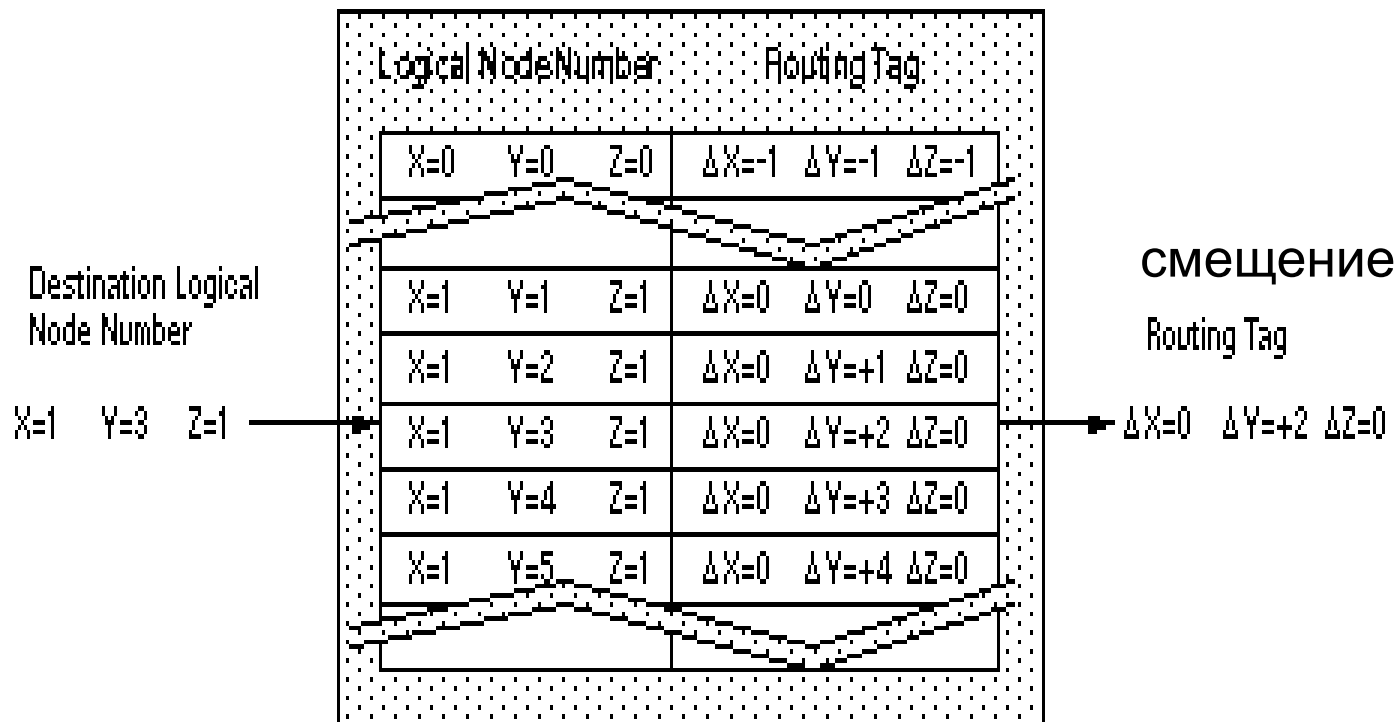 Logical Node Number Routing Tag
X=0 Y=0 Z=0 ΔX=-1 ΔY=-1 ΔZ=-1
смещение
Destination Logical
Node Number
X=1 Y=1 Z=1 ΔX=0 ΔY=0 ΔZ=0
Routing Tag
X=1 Y=2 Z=1 ΔX=0 ΔY=+1 ΔZ=0
X=1 Y=3 Z=1
X=1 Y=3 Z=1 ΔX=0 ΔY=+2 ΔZ=0
ΔX=0 ΔY=+2 ΔZ=0
X=1 Y=4 Z=1 ΔX=0 ΔY=+3 ΔZ=0
X=1 Y=5 Z=1 ΔX=0 ΔY=+4 ΔZ=0